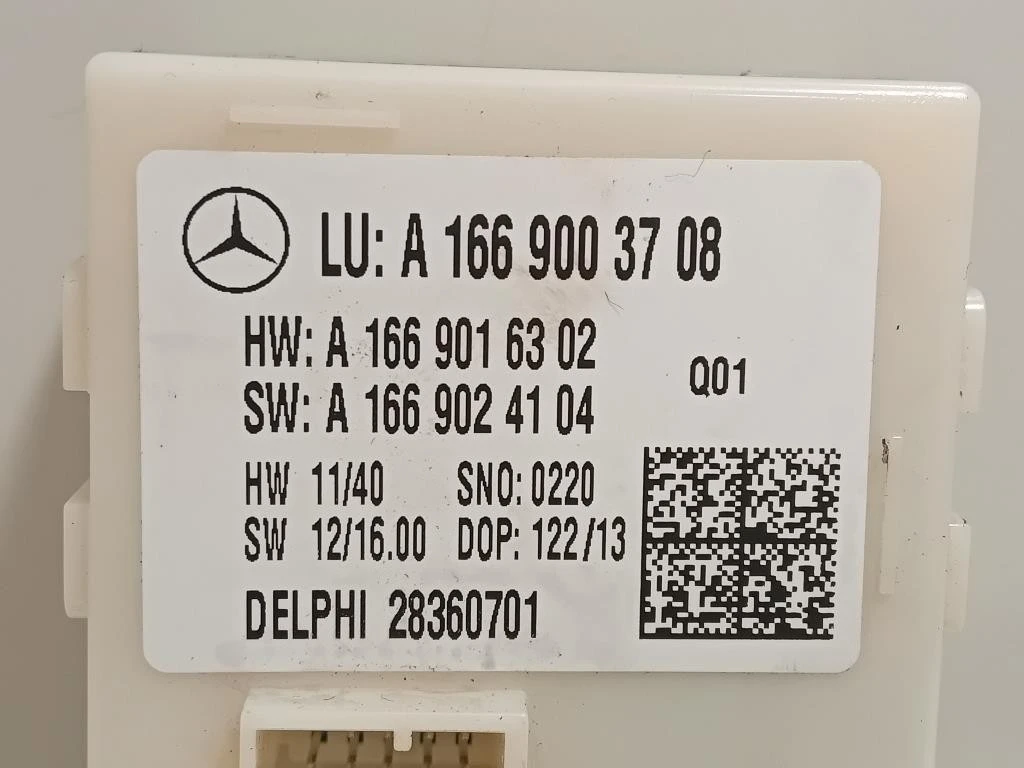 LU: A 166 900 37 08
HW: A 166 901 63 02
SW: A 166 902 41 04
Q01
HW 11/40 SNO: 0220
SW 12/16.00 DOP: 122/13
DELPHI 28360701